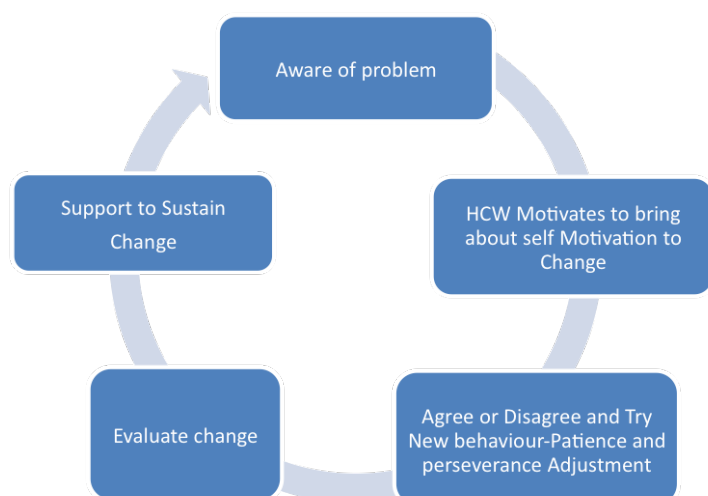 Aware of problem
HCW Motivates to bring
about self Motivation to
Change
Agree or Disagree and Try
New behaviour-Patience and
perseverance Adjustment
Evaluate change
Support to Sustain
Change